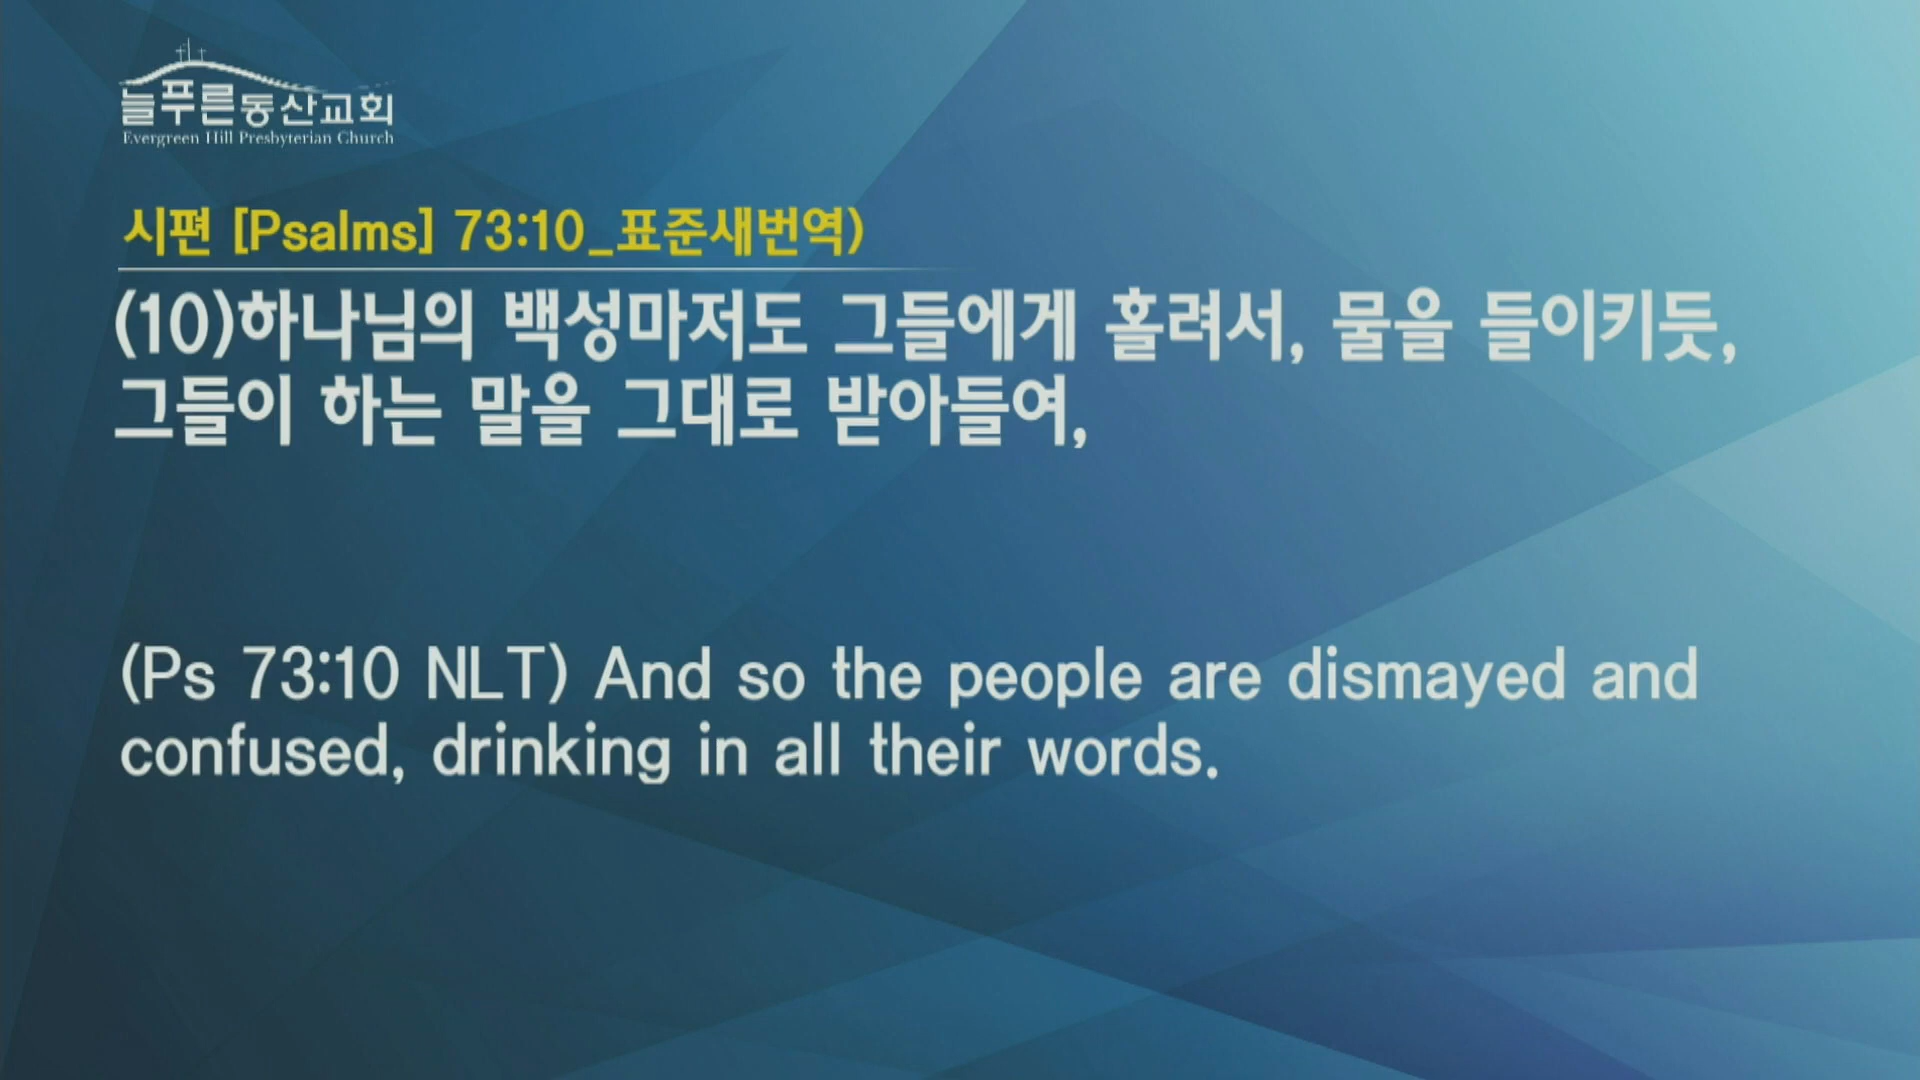 늘푸른동산교회
Evergreen Hill Presbyterian Church
시편 [Psalms] 73:10_표준새번역)
(10)하나님의 백성마저도 그들에게 홀려서, 물을 들이키듯,
그들이 하는 말을 그대로 받아들여,
(Ps 73:10 NLT) And so the people are dismayed and
confused, drinking in all their words.